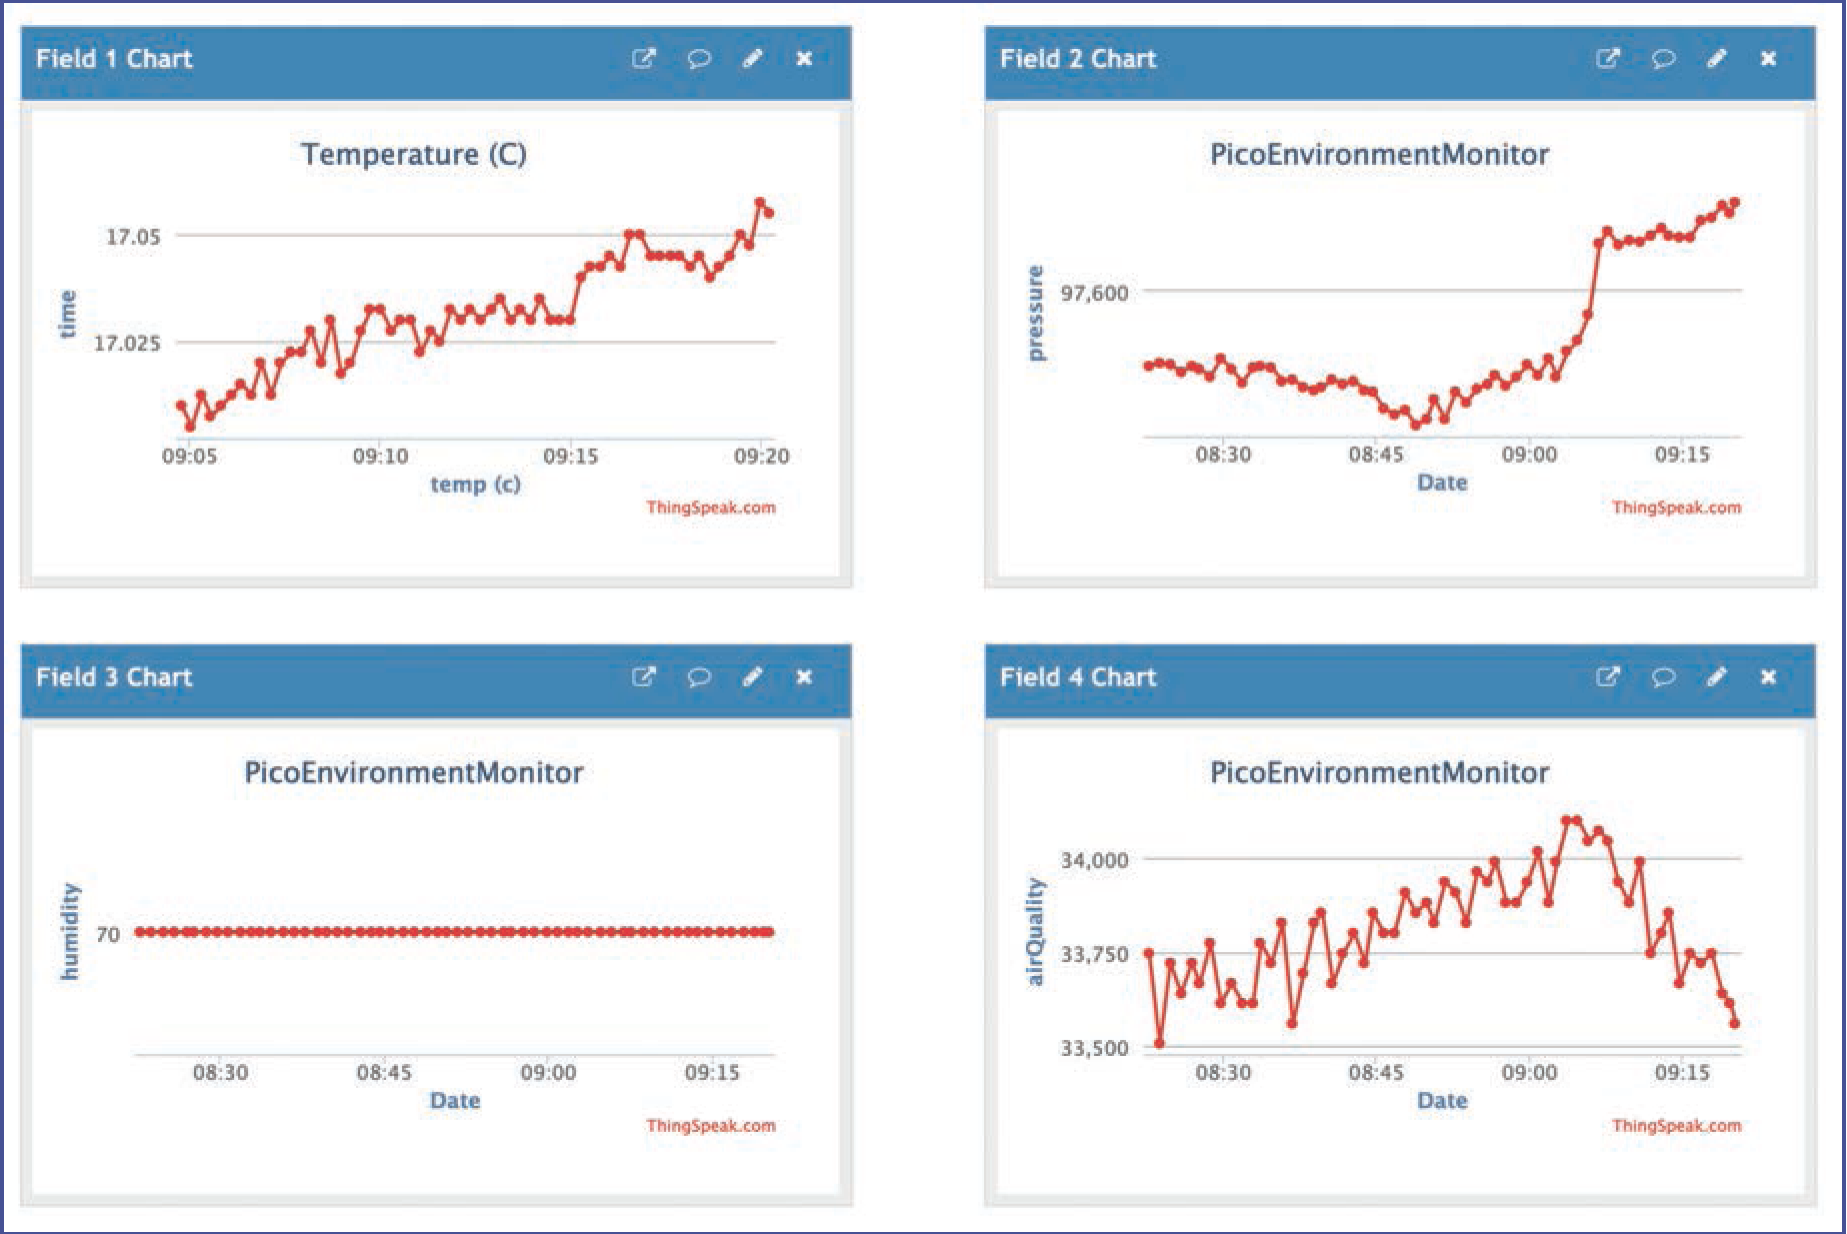 Field 1 Chart
Temperature (C)
17.05
17.025
time
09:05 09:10 09:15 09:20
temp (c)
ThingSpeak.com
Field 2 Chart
PicoEnvironmentMonitor
97,600
pressure
08:30 08:45 09:00 09:15
Date
ThingSpeak.com
Field 3 Chart
PicoEnvironmentMonitor
70
humidity
08:30 08:45 09:00 09:15
Date
ThingSpeak.com
Field 4 Chart
PicoEnvironmentMonitor
34,000
33,750
33,500
airQuality
08:30 08:45 09:00 09:15
Date
ThingSpeak.com